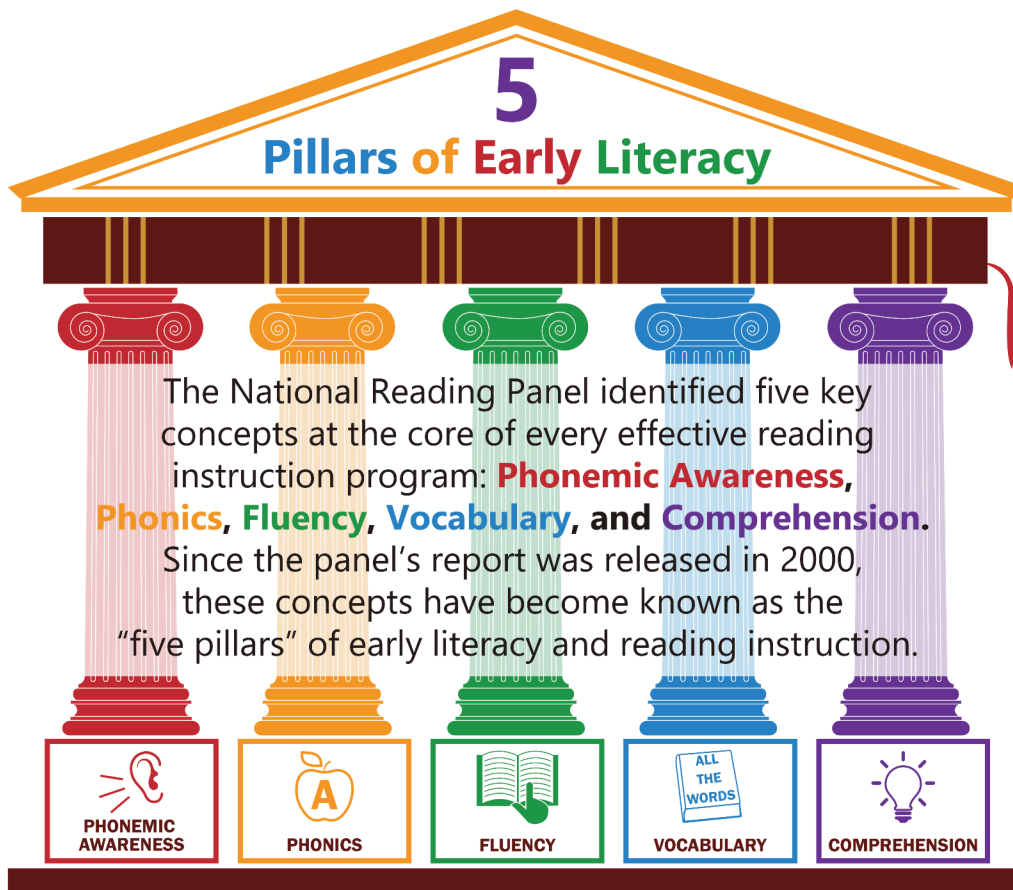 5
Pillars of Early Literacy
The National Reading Panel identified five key
concepts at the core of every effective reading
instruction program: Phonemic Awareness,
Phonics, Fluency, Vocabulary, and Comprehension.
Since the panel’s report was released in 2000,
these concepts have become known as the
“five pillars” of early literacy and reading instruction.
PHONEMIC
AWARENESS
A
PHONICS
FLUENCY
ALL
THE
WORDS
VOCABULARY
COMPREHENSION